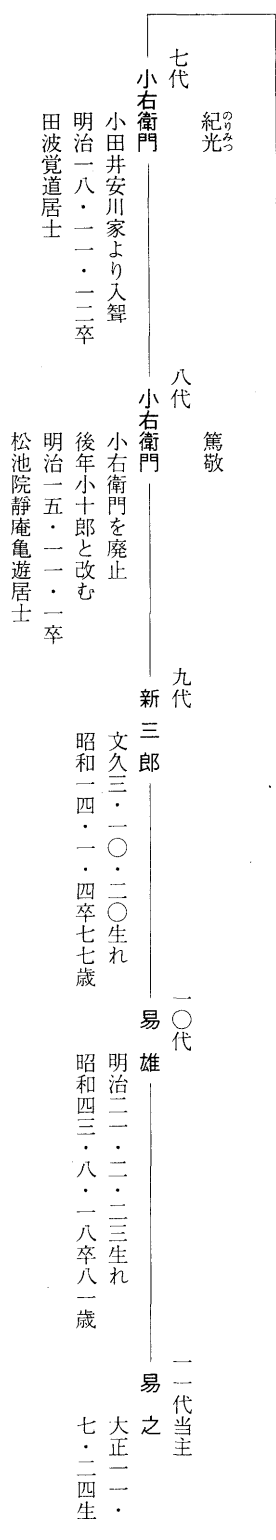 七代
紀光
のりみつ
小右衛門
小田井安川家より入聟
明治一八・一一・一二卒
田波覚道居士
八代
篤敬
小右衛門
小右衛門を廃止
後年小十郎と改む
明治一五・一一・一卒
松池院静庵亀遊居士
九代
新三郎
文久三・一〇・二〇生れ
昭和一四・一・四卒七七歳
一〇代
易雄
明治二一・二・二三生れ
昭和四三・八・一八卒八一歳
一一代当主
易之
大正一一・
七・二四生